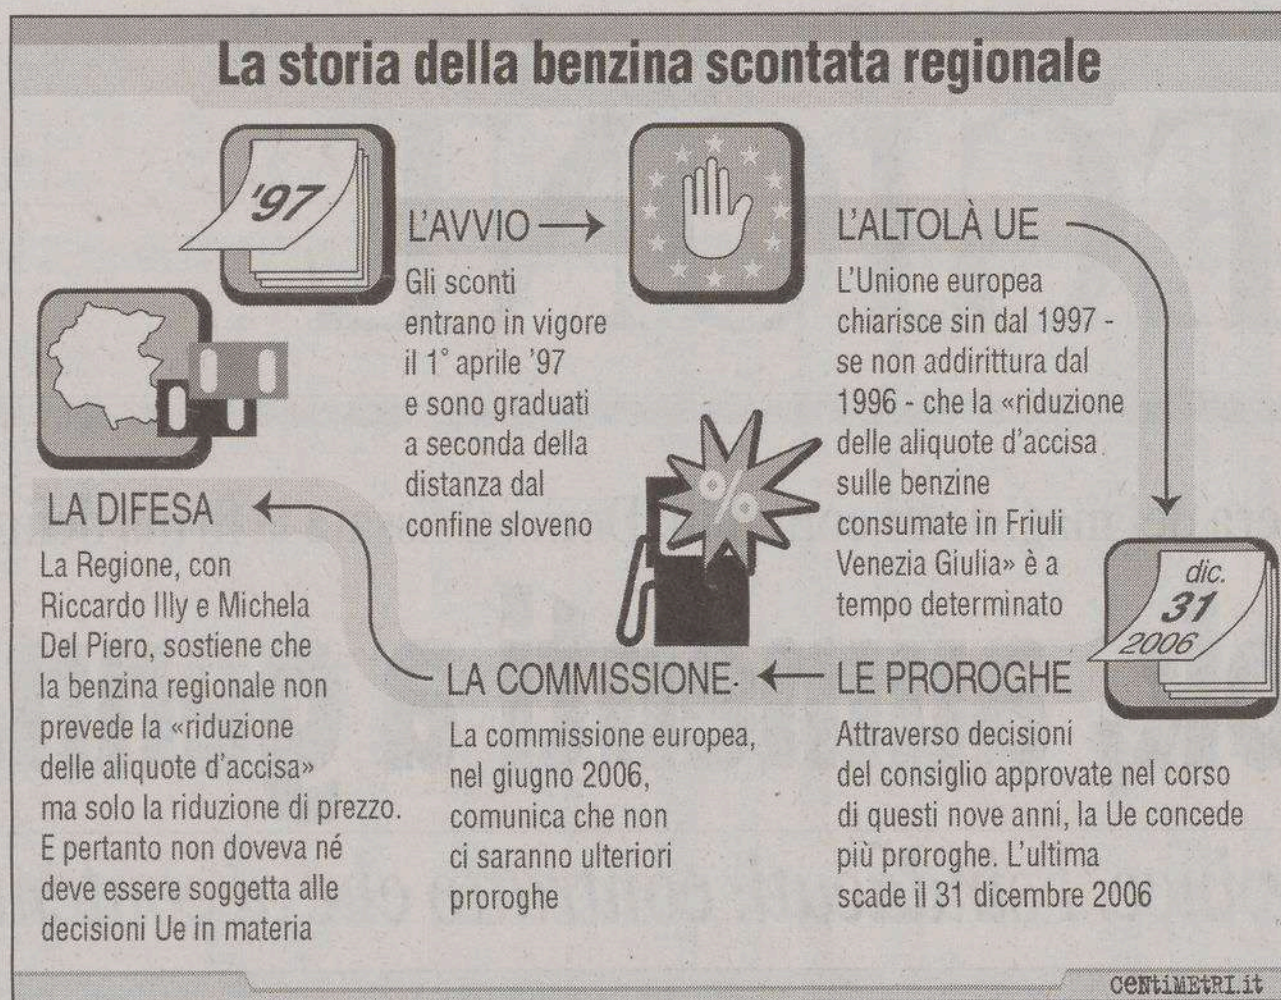 La storia della benzina scontata regionale
'97
L'AVVIO
Gli sconti
entrano in vigore
il 1° aprile '97
e sono graduati
a seconda della
distanza dal
confine sloveno
L'ALTOLÀ UE
L'Unione europea
chiarisce sin dal 1997 -
se non addirittura dal
1996 - che la «riduzione
delle aliquote d'accisa
sulle benzine
consumate in Friuli
Venezia Giulia» è a
tempo determinato
%
dic.
31
2006
LE PROROGHE
Attraverso decisioni
del consiglio approvate nel corso
di questi nove anni, la Ue concede
più proroghe. L'ultima
scade il 31 dicembre 2006
LA COMMISSIONE
La commissione europea,
nel giugno 2006,
comunica che non
ci saranno ulteriori
proroghe
LA DIFESA
La Regione, con
Riccardo Illy e Michela
Del Piero, sostiene che
la benzina regionale non
prevede la «riduzione
delle aliquote d'accisa»
ma solo la riduzione di prezzo.
E pertanto non doveva né
deve essere soggetta alle
decisioni Ue in materia
CENTIMETRI.it